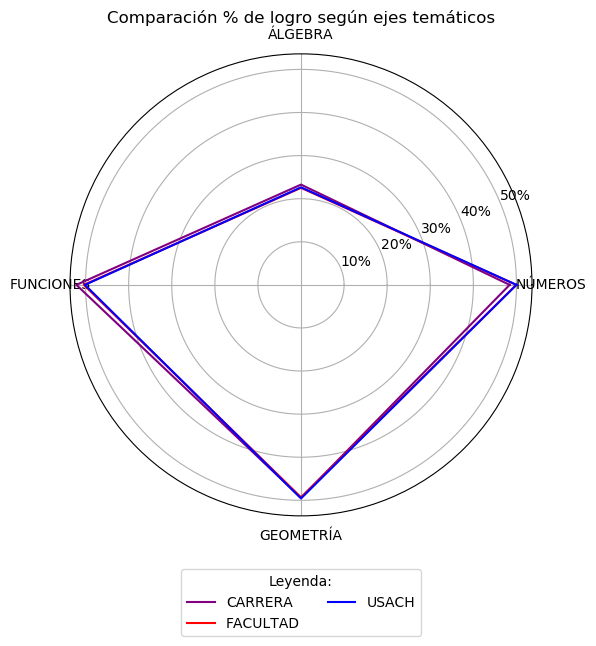 Comparación % de logro según ejes temáticos
ÁLGEBRA
50%
40%
30%
20%
10%
FUNCIONES
NÚMEROS
GEOMETRÍA
Leyenda:
CARRERA
USACH
FACULTAD